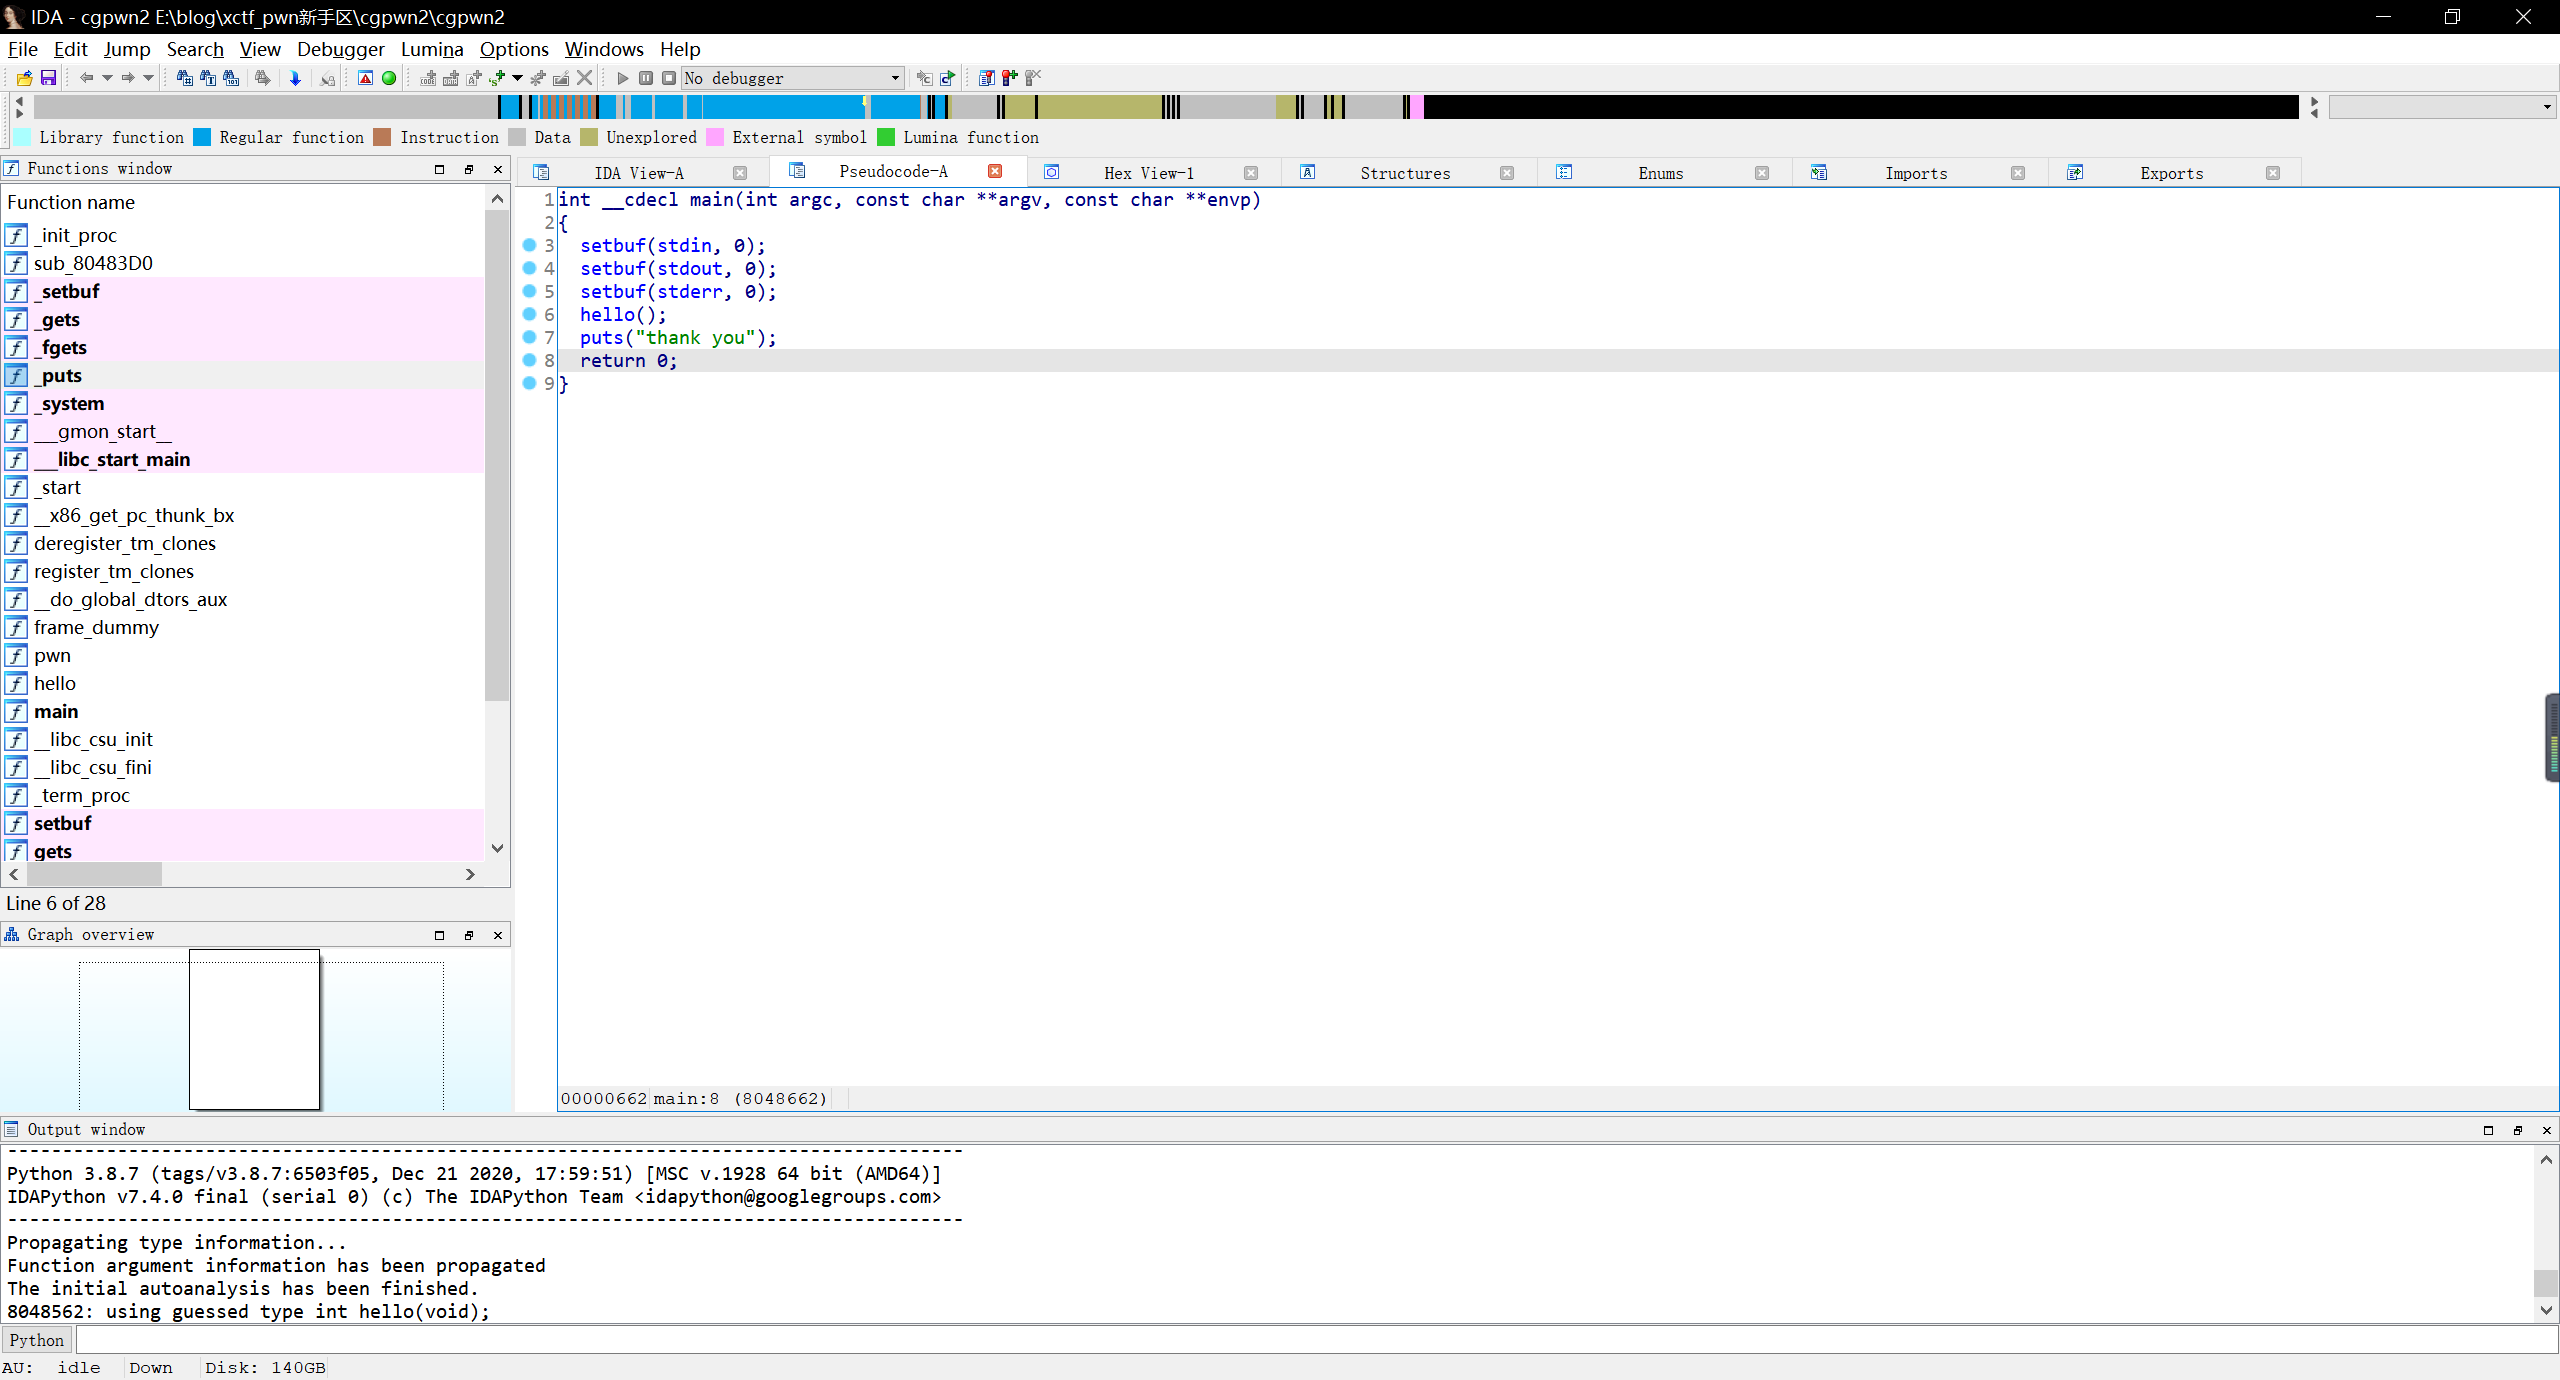 IDA - cgpwn2 E:\blog\xctf_pwn新手区\cgpwn2\cgpwn2
File Edit Jump Search View Debugger Lumina Options Windows Help
No debugger
Library function Regular function Instruction Data Unexplored External symbol Lumina function
Functions window
Function name
_init_proc
sub_80483D0
_setbuf
_gets
_fgets
_puts
_system
__gmon_start__
___libc_start_main
_start
__x86_get_pc_thunk_bx
deregister_tm_clones
register_tm_clones
__do_global_dtors_aux
frame_dummy
pwn
hello
main
__libc_csu_init
__libc_csu_fini
_term_proc
setbuf
gets
Line 6 of 28
Graph overview
IDA View-A Pseudocode-A Hex View-1 Structures Enums Imports Exports
1 int __cdecl main(int argc, const char **argv, const char **envp)
2 {
3 setbuf(stdin, 0);
4 setbuf(stdout, 0);
5 setbuf(stderr, 0);
6 hello();
7 puts("thank you");
8 return 0;
9 }
00000662 main:8 (8048662)
Output window
---------------------------------------------------------------------------------------
Python 3.8.7 (tags/v3.8.7:6503f05, Dec 21 2020, 17:59:51) [MSC v.1928 64 bit (AMD64)]
IDAPython v7.4.0 final (serial 0) (c) The IDAPython Team <idapython@googlegroups.com>
---------------------------------------------------------------------------------------
Propagating type information...
Function argument information has been propagated
The initial autoanalysis has been finished.
8048562: using guessed type int hello(void);
Python
AU: idle Down Disk: 140GB